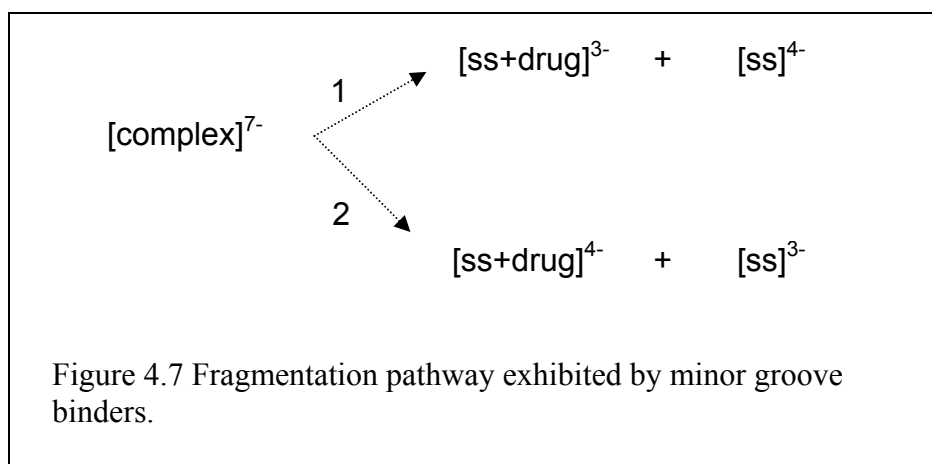 [ss+drug]³⁻ + [ss]⁴⁻
1
[complex]⁷⁻
2
[ss+drug]⁴⁻ + [ss]³⁻
Figure 4.7 Fragmentation pathway exhibited by minor groove
binders.